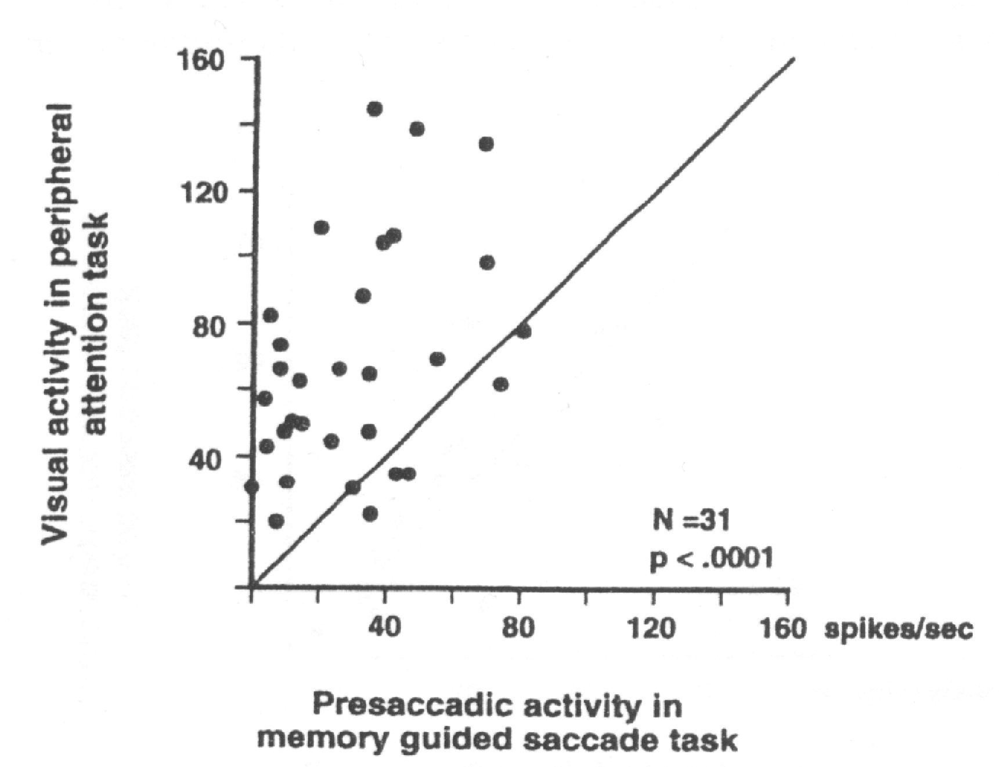 160
120
80
40
Visual activity in peripheral
attention task
N =31
p < .0001
40 80 120 160 spikes/sec
Presaccadic activity in
memory guided saccade task